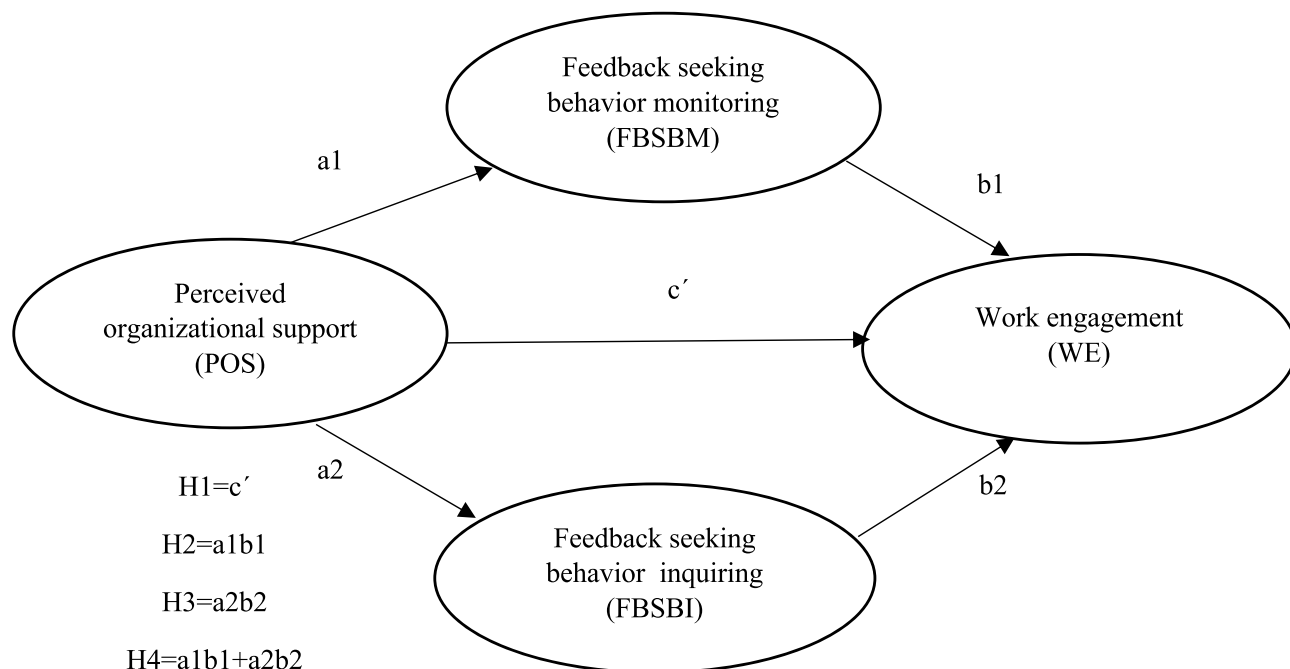 Feedback seeking
behavior monitoring
(FBSBM)
a1
b1
Perceived
organizational support
(POS)
c´
Work engagement
(WE)
a2
b2
H1=c´
H2=a1b1
H3=a2b2
H4=a1b1+a2b2
Feedback seeking
behavior inquiring
(FBSBI)